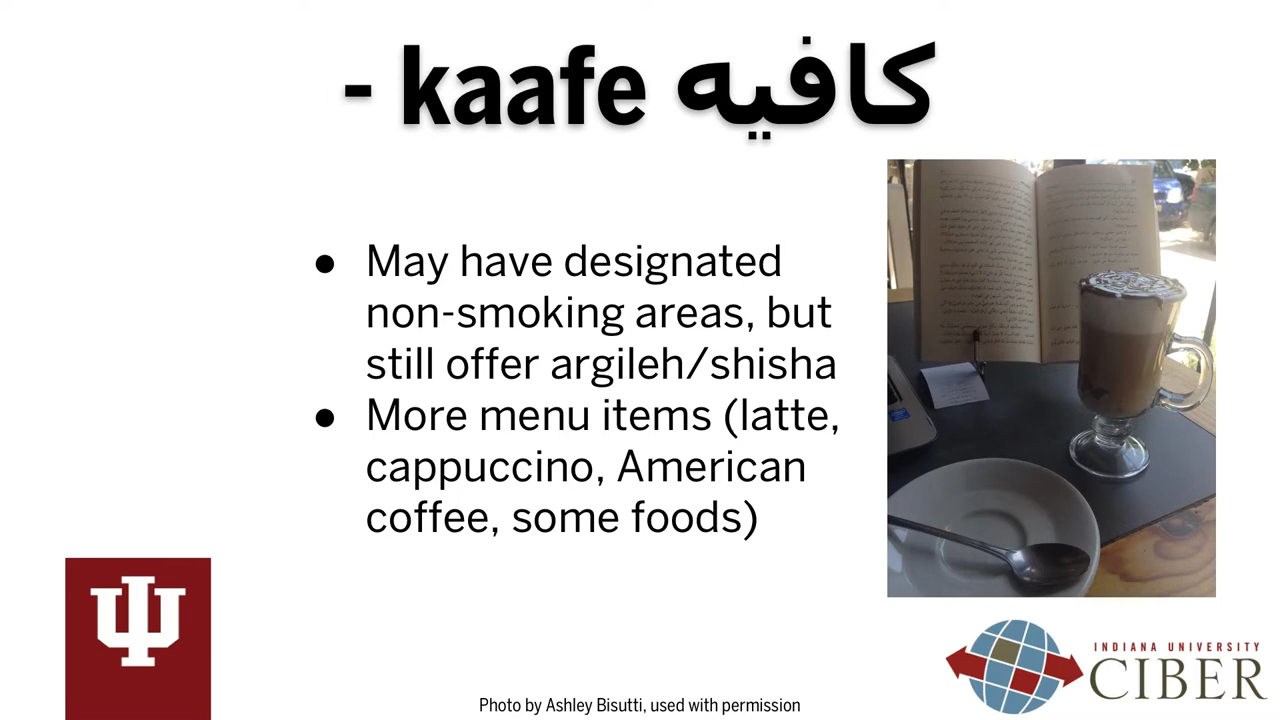 - kaafe كافيه
● May have designated
non-smoking areas, but
still offer argileh/shisha
● More menu items (latte,
cappuccino, American
coffee, some foods)
INDIANA UNIVERSITY
CIBER
Photo by Ashley Bisutti, used with permission